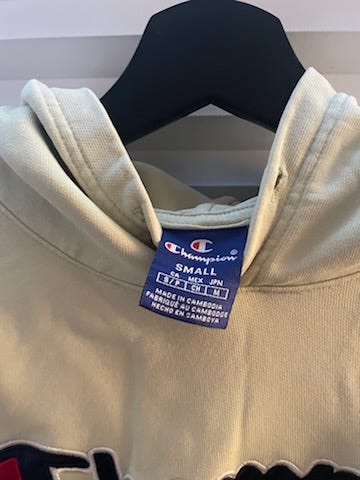 Champion
SMALL
CA MEX JPN
S/P CH M
MADE IN CAMBODIA
FABRIQUÉ AU CAMBODGE
HECHO EN CAMBOYA